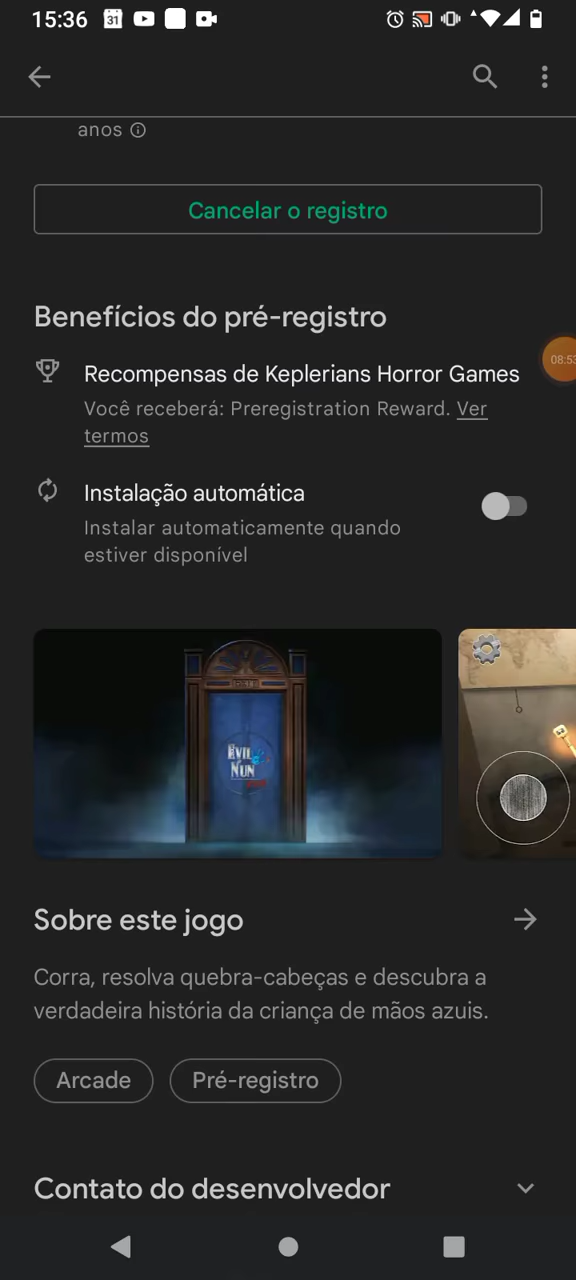 15:36
31
anos
Cancelar o registro
Benefícios do pré-registro
08:53
Recompensas de Keplerians Horror Games
Você receberá: Preregistration Reward. Ver
termos
Instalação automática
Instalar automaticamente quando
estiver disponível
EVIL
NUN
Sobre este jogo
Corra, resolva quebra-cabeças e descubra a
verdadeira história da criança de mãos azuis.
Arcade
Pré-registro
Contato do desenvolvedor